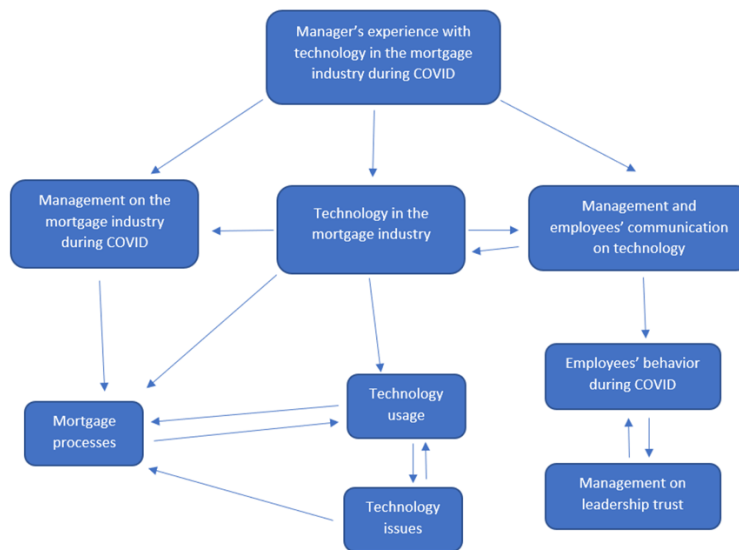 Manager’s experience with
technology in the mortgage
industry during COVID
Management on the
mortgage industry
during COVID
Technology in the
mortgage industry
Management and
employees’ communication
on technology
Employees’ behavior
during COVID
Technology
usage
Mortgage
processes
Management on
leadership trust
Technology
issues